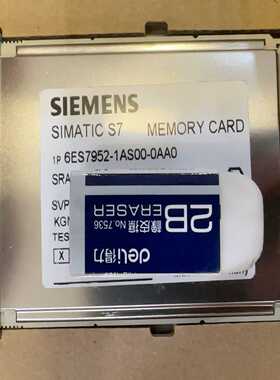 SIEMENS
SIMATIC S7 MEMORY CARD
1P 6ES7952-1AS00-0AA0
SRA
SVP
KGN
TES
X
2B
ERASER
橡皮擦 No.7536
deli得力